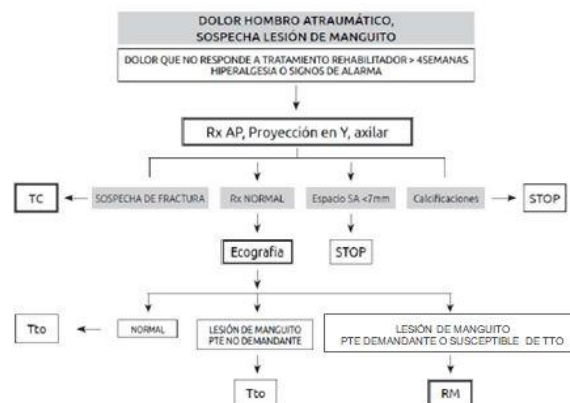 DOLOR HOMBRO ATRAUMÁTICO,
SOSPECHA LESIÓN DE MANGUITO
DOLOR QUE NO RESPONDE A TRATAMIENTO REHABILITADOR > 4SEMANAS
HIPERALGESIA O SIGNOS DE ALARMA
Rx AP, Proyección en Y, axilar
TC
SOSPECHA DE FRACTURA
Rx NORMAL
Espacio SA <7mm
Calcificaciones
STOP
Ecografia
STOP
Tto
NORMAL
LESIÓN DE MANGUITO
PTE NO DEMANDANTE
LESIÓN DE MANGUITO
PTE DEMANDANTE O SUSCEPTIBLE DE TTO
Tto
RM